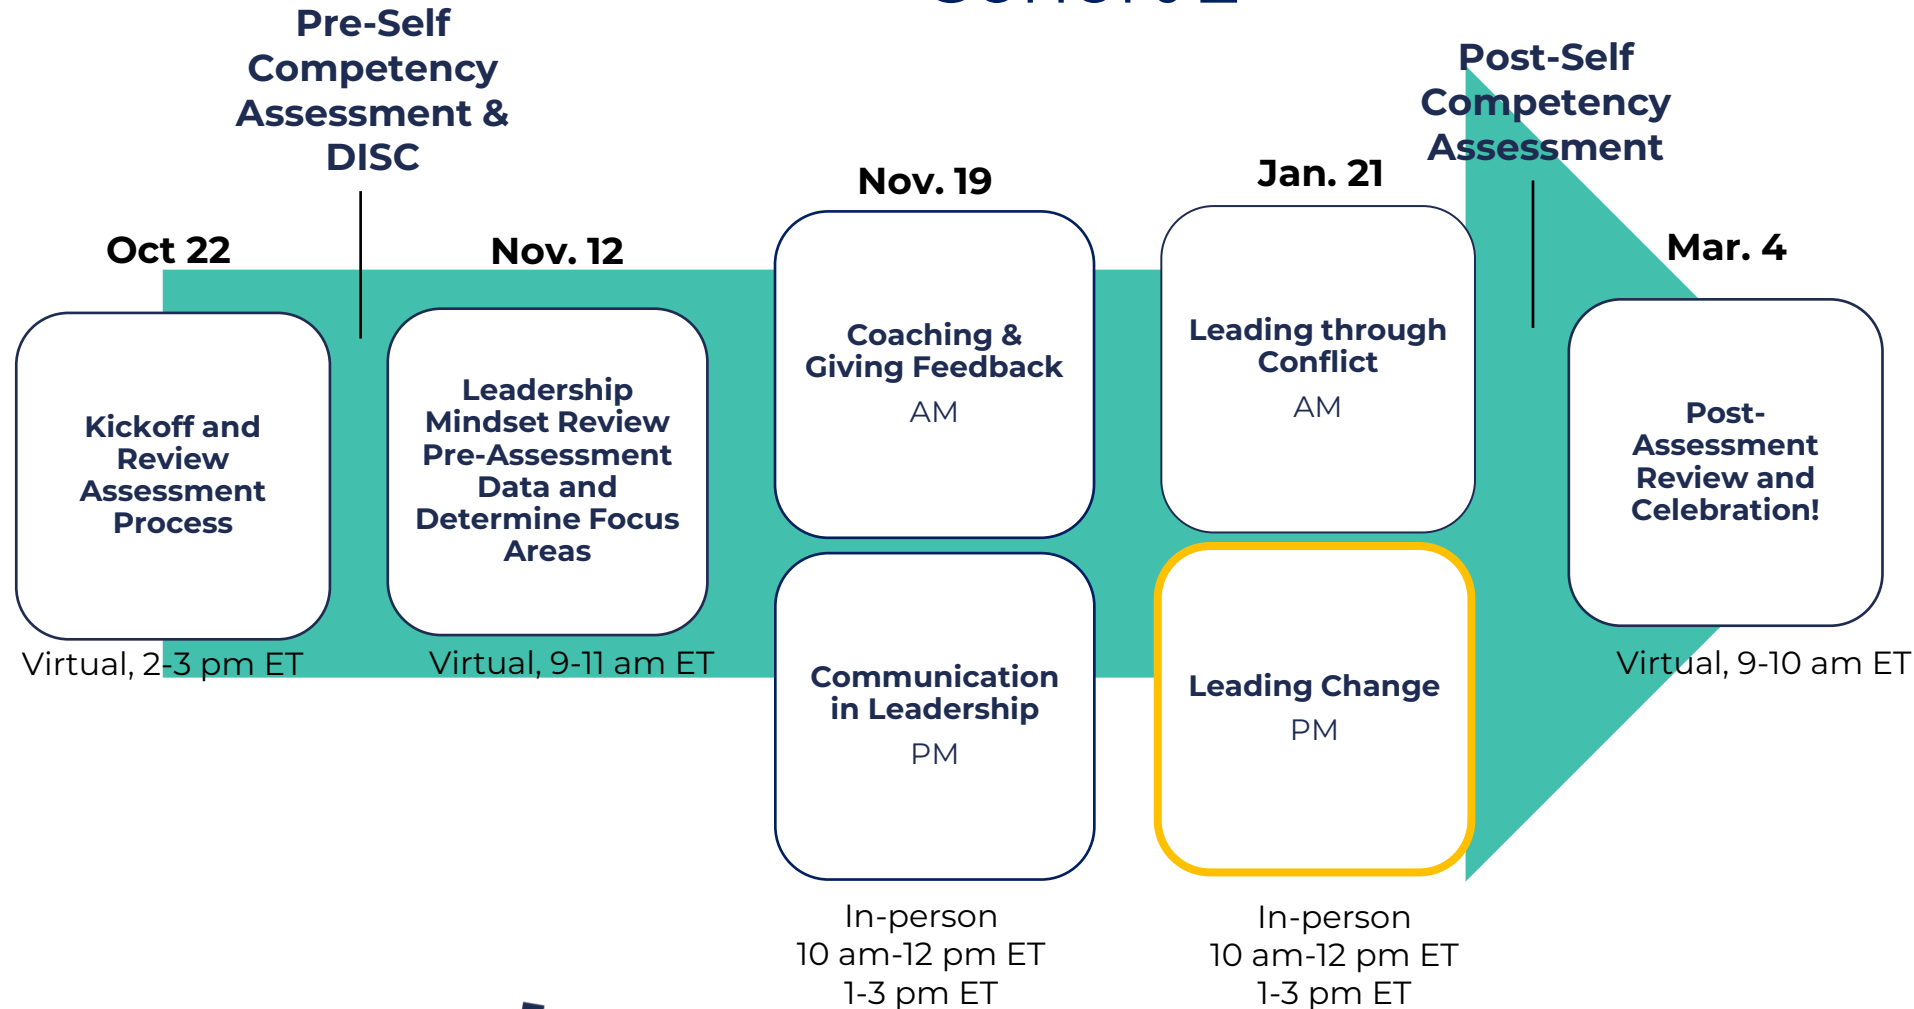 Cohort 2
Pre-Self
Competency
Assessment &
DISC
Post-Self
Competency
Assessment
Oct 22
Nov. 12
Nov. 19
Jan. 21
Mar. 4
Kickoff and
Review
Assessment
Process
Virtual, 2-3 pm ET
Leadership
Mindset Review
Pre-Assessment
Data and
Determine Focus
Areas
Virtual, 9-11 am ET
Coaching &
Giving Feedback
AM
Communication
in Leadership
PM
In-person
10 am-12 pm ET
1-3 pm ET
Leading through
Conflict
AM
Leading Change
PM
In-person
10 am-12 pm ET
1-3 pm ET
Post-
Assessment
Review and
Celebration!
Virtual, 9-10 am ET